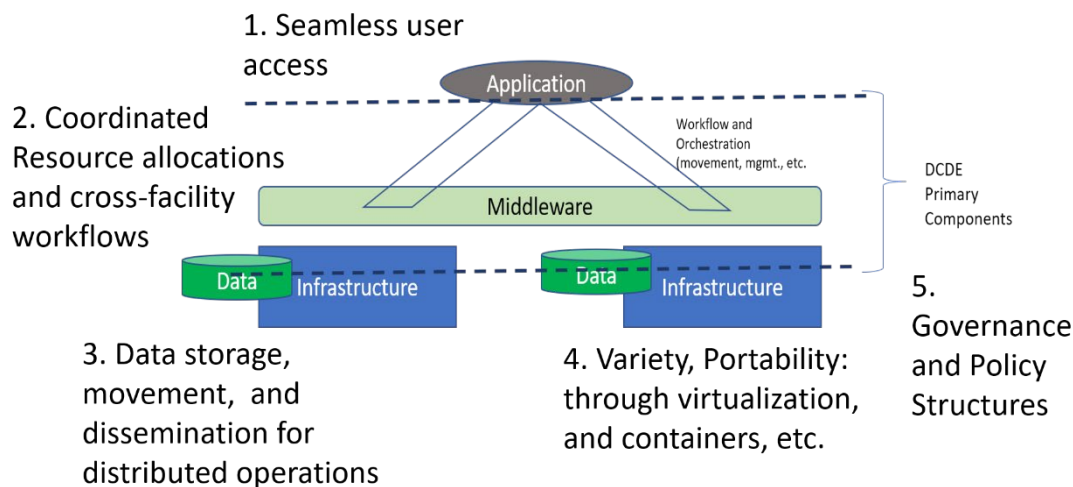 1. Seamless user
access
Application
2. Coordinated
Resource allocations
and cross-facility
workflows
Workflow and
Orchestration
(movement, mgmt., etc.
DCDE
Primary
Components
Middleware
Data
Infrastructure
Data
Infrastructure
3. Data storage,
movement, and
dissemination for
distributed operations
4. Variety, Portability:
through virtualization,
and containers, etc.
5.
Governance
and Policy
Structures